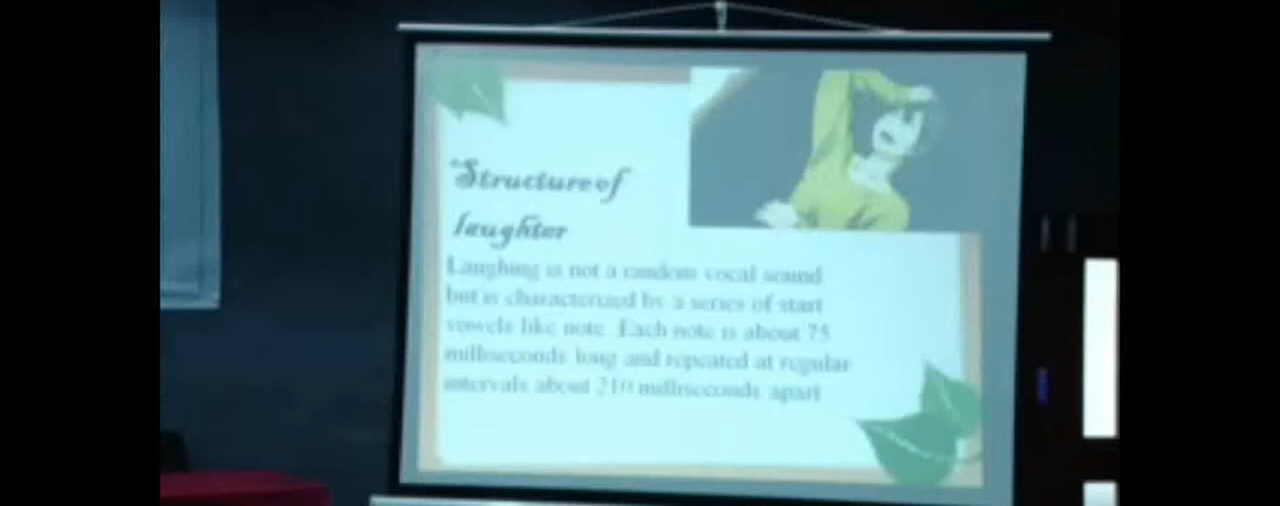 Structure of
laughter
Laughing is not a random vocal sound
but is characterized by a series of start
vowels like note. Each note is about 75
milliseconds long and repeated at regular
intervals about 210 milliseconds apart